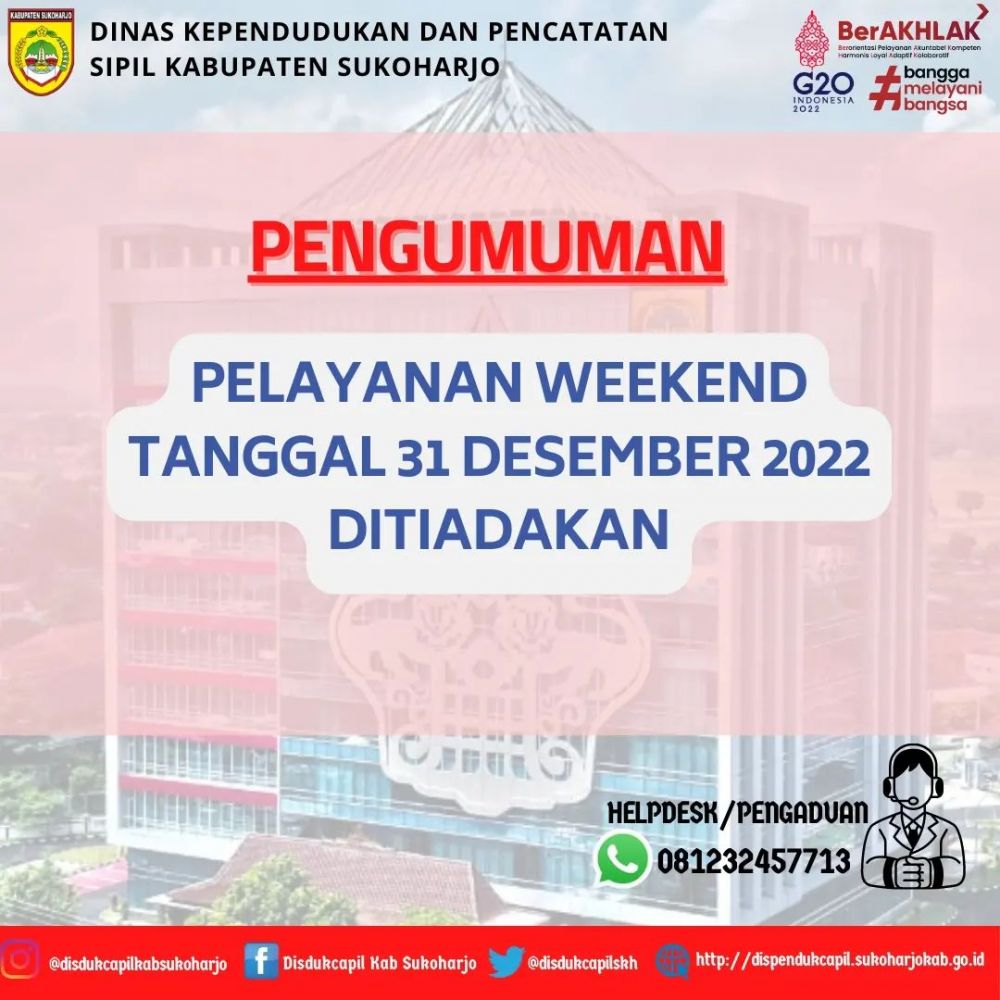 KABUPATEN SUKOHARJO
DINAS KEPENDUDUKAN DAN PENCATATAN
SIPIL KABUPATEN SUKOHARJO
G20
INDONESIA
2022
BerAKHLAK
Berorientasi Pelayanan Akuntabel Kompeten
Harmonis Loyal Adaptif Kolaboratif
#bangga
melayani
bangsa
PENGUMUMAN
PELAYANAN WEEKEND
TANGGAL 31 DESEMBER 2022
DITIADAKAN
HELPDESK/PENGADUAN
081232457713
@disdukcapilkabsukoharjo
Disdukcapil Kab Sukoharjo
@disdukcapilskh
http://dispendukcapil.sukoharjokab.go.id